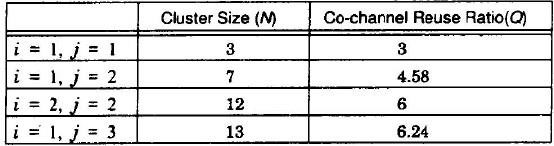 Cluster Size (N) Co-channel Reuse Ratio(Q)
i = 1, j = 1 3 3
i = 1, j = 2 7 4.58
i = 2, j = 2 12 6
i = 1, j = 3 13 6.24